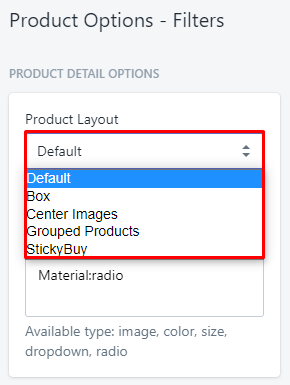 Product Options - Filters
PRODUCT DETAIL OPTIONS
Product Layout
Default
Default
Box
Center Images
Grouped Products
StickyBuy
Material:radio
Available type: image, color, size,
dropdown, radio